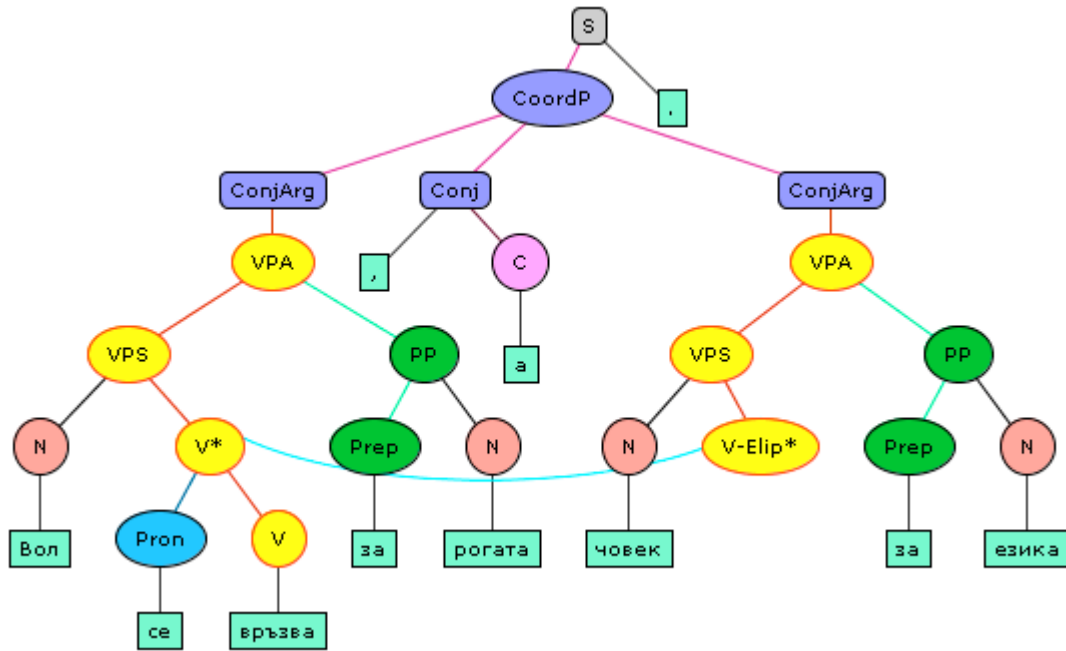 S
CoordP
.
ConjArg Conj ConjArg
VPA , C VPA
VPS PP а VPS PP
N V* Prep N N V-Elip* Prep N
Вол Pron V за рогата човек за езика
се връзва